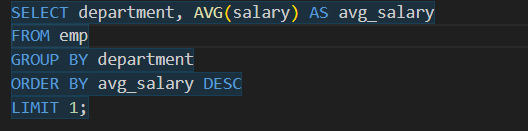 SELECT department, AVG(salary) AS avg_salary
FROM emp
GROUP BY department
ORDER BY avg_salary DESC
LIMIT 1;